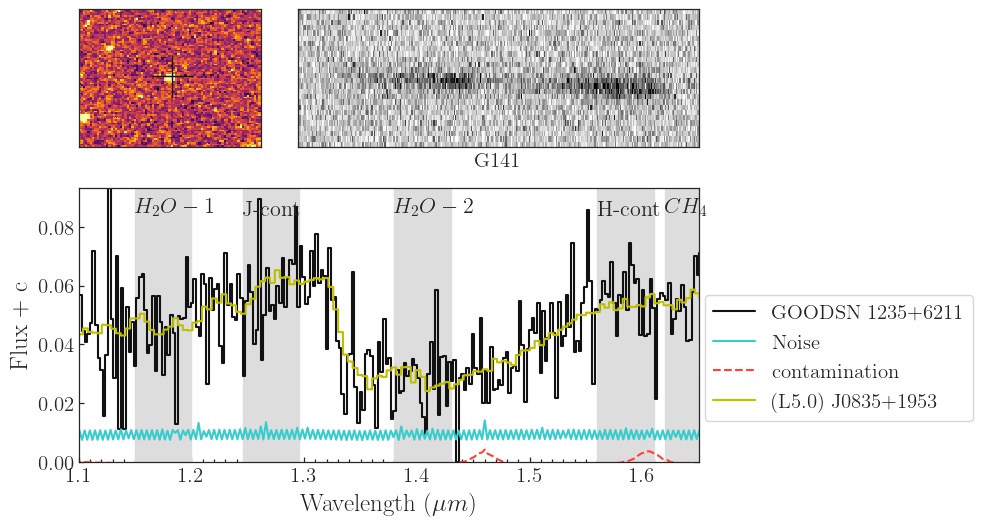 G141
H₂O − 1
J-cont
H₂O − 2
H-cont
CH₄
0.08
0.06
0.04
0.02
0.00
Flux + c
1.1
1.2
1.3
1.4
1.5
1.6
Wavelength (μm)
GOODSN 1235+6211
Noise
contamination
(L5.0) J0835+1953